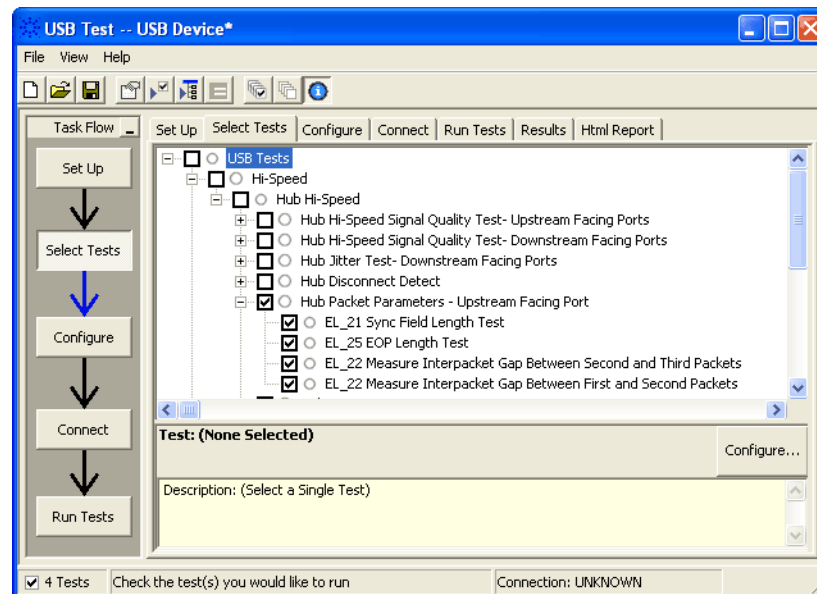 USB Test -- USB Device*
File View Help
Task Flow
Set Up Select Tests Configure Connect Run Tests Results Html Report
Set Up
Select Tests
Configure
Connect
Run Tests
USB Tests
Hi-Speed
Hub Hi-Speed
Hub Hi-Speed Signal Quality Test- Upstream Facing Ports
Hub Hi-Speed Signal Quality Test- Downstream Facing Ports
Hub Jitter Test- Downstream Facing Ports
Hub Disconnect Detect
Hub Packet Parameters - Upstream Facing Port
EL_21 Sync Field Length Test
EL_25 EOP Length Test
EL_22 Measure Interpacket Gap Between Second and Third Packets
EL_22 Measure Interpacket Gap Between First and Second Packets
Test: (None Selected)
Configure...
Description: (Select a Single Test)
4 Tests Check the test(s) you would like to run Connection: UNKNOWN